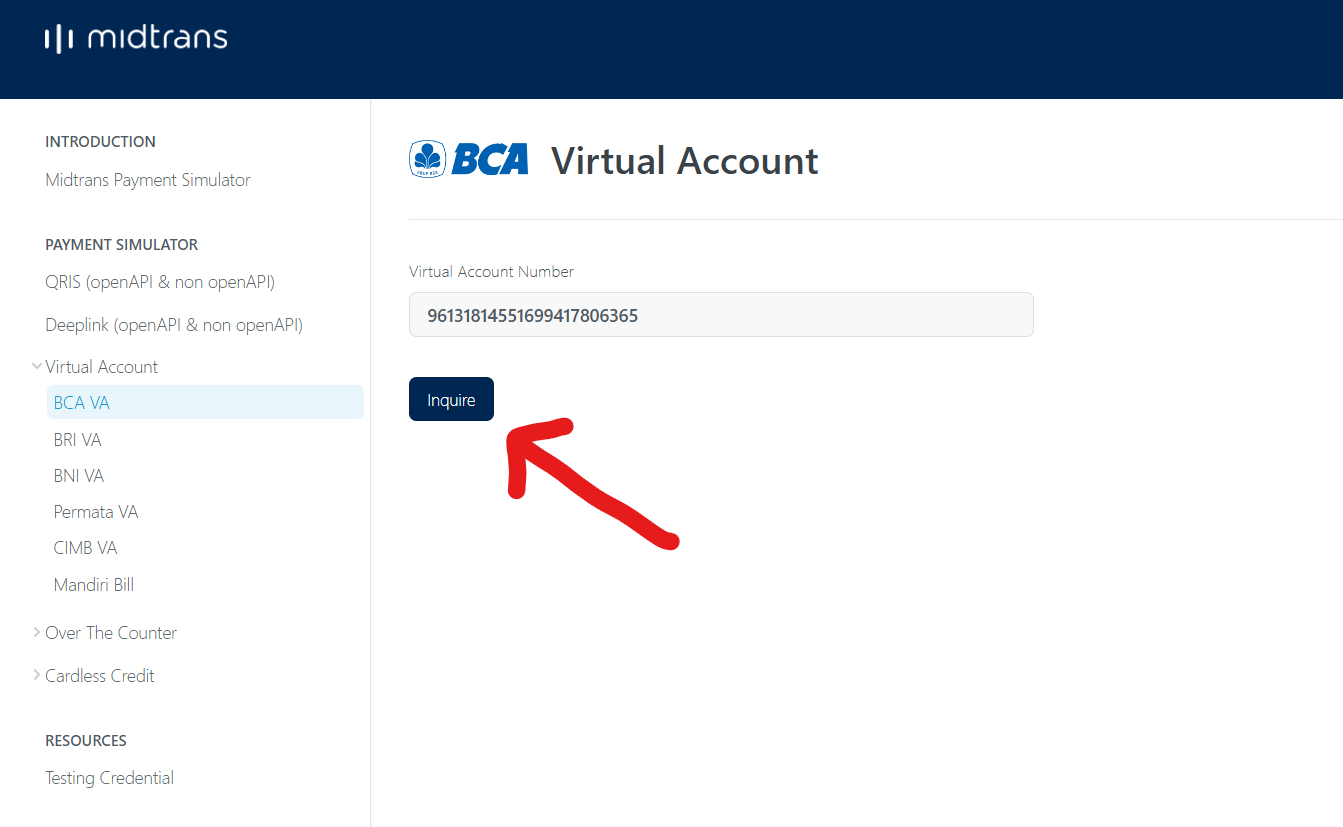 midtrans
INTRODUCTION
Midtrans Payment Simulator
PAYMENT SIMULATOR
QRIS (openAPI & non openAPI)
Deeplink (openAPI & non openAPI)
Virtual Account
BCA VA
BRI VA
BNI VA
Permata VA
CIMB VA
Mandiri Bill
Over The Counter
Cardless Credit
RESOURCES
Testing Credential
BCA Virtual Account
Virtual Account Number
96131814551699417806365
Inquire